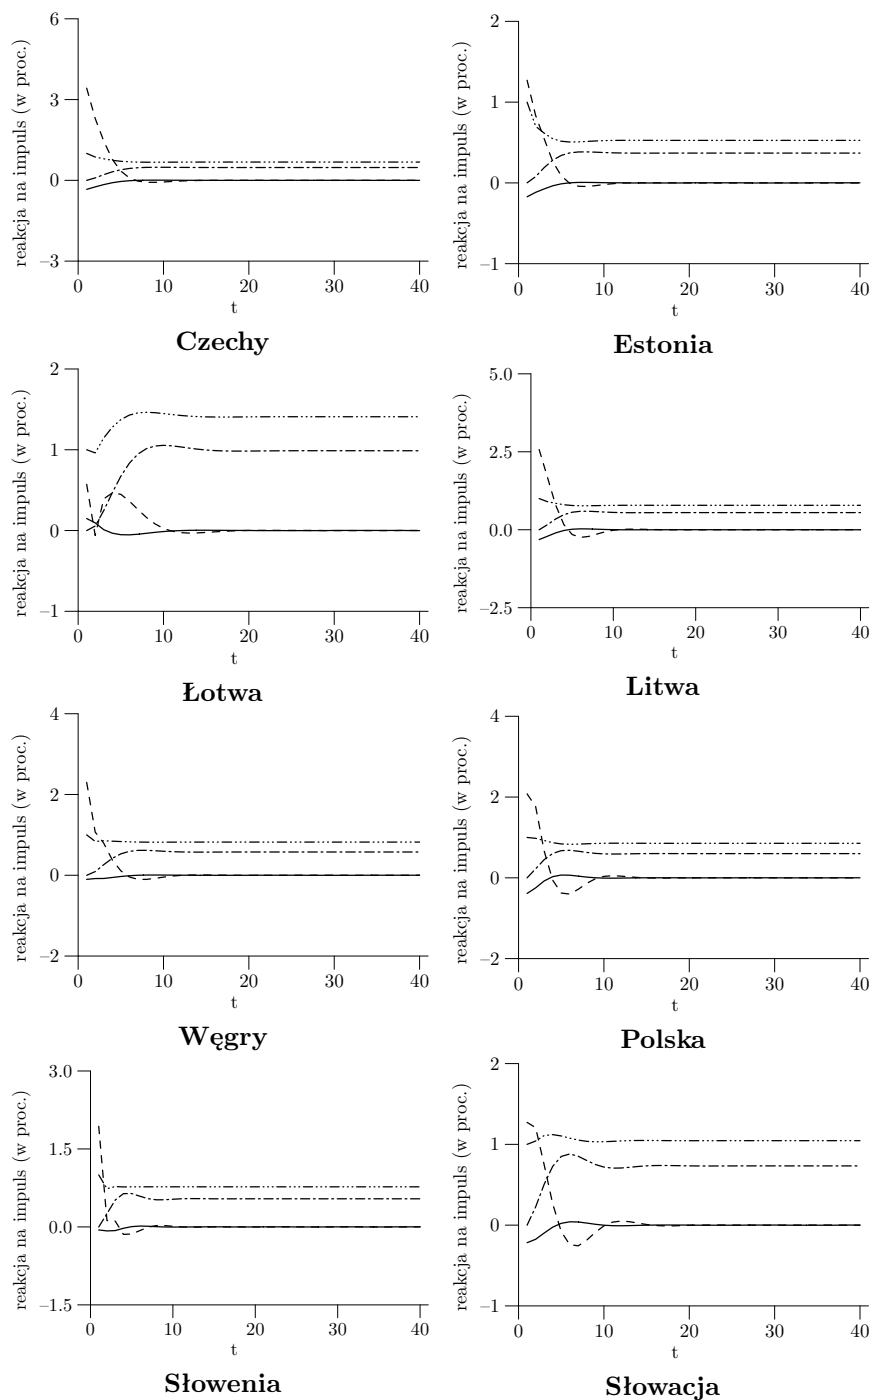 reakcja na impuls (w proc.)
6
3
0
–3
0 10 20 30 40
t
Czechy
reakcja na impuls (w proc.)
2
1
0
–1
0 10 20 30 40
t
Estonia
reakcja na impuls (w proc.)
2
1
0
–1
0 10 20 30 40
t
Łotwa
reakcja na impuls (w proc.)
5.0
2.5
0.0
–2.5
0 10 20 30 40
t
Litwa
reakcja na impuls (w proc.)
4
2
0
–2
0 10 20 30 40
t
Węgry
reakcja na impuls (w proc.)
4
2
0
–2
0 10 20 30 40
t
Polska
reakcja na impuls (w proc.)
3.0
1.5
0.0
–1.5
0 10 20 30 40
t
Słowenia
reakcja na impuls (w proc.)
2
1
0
–1
0 10 20 30 40
t
Słowacja